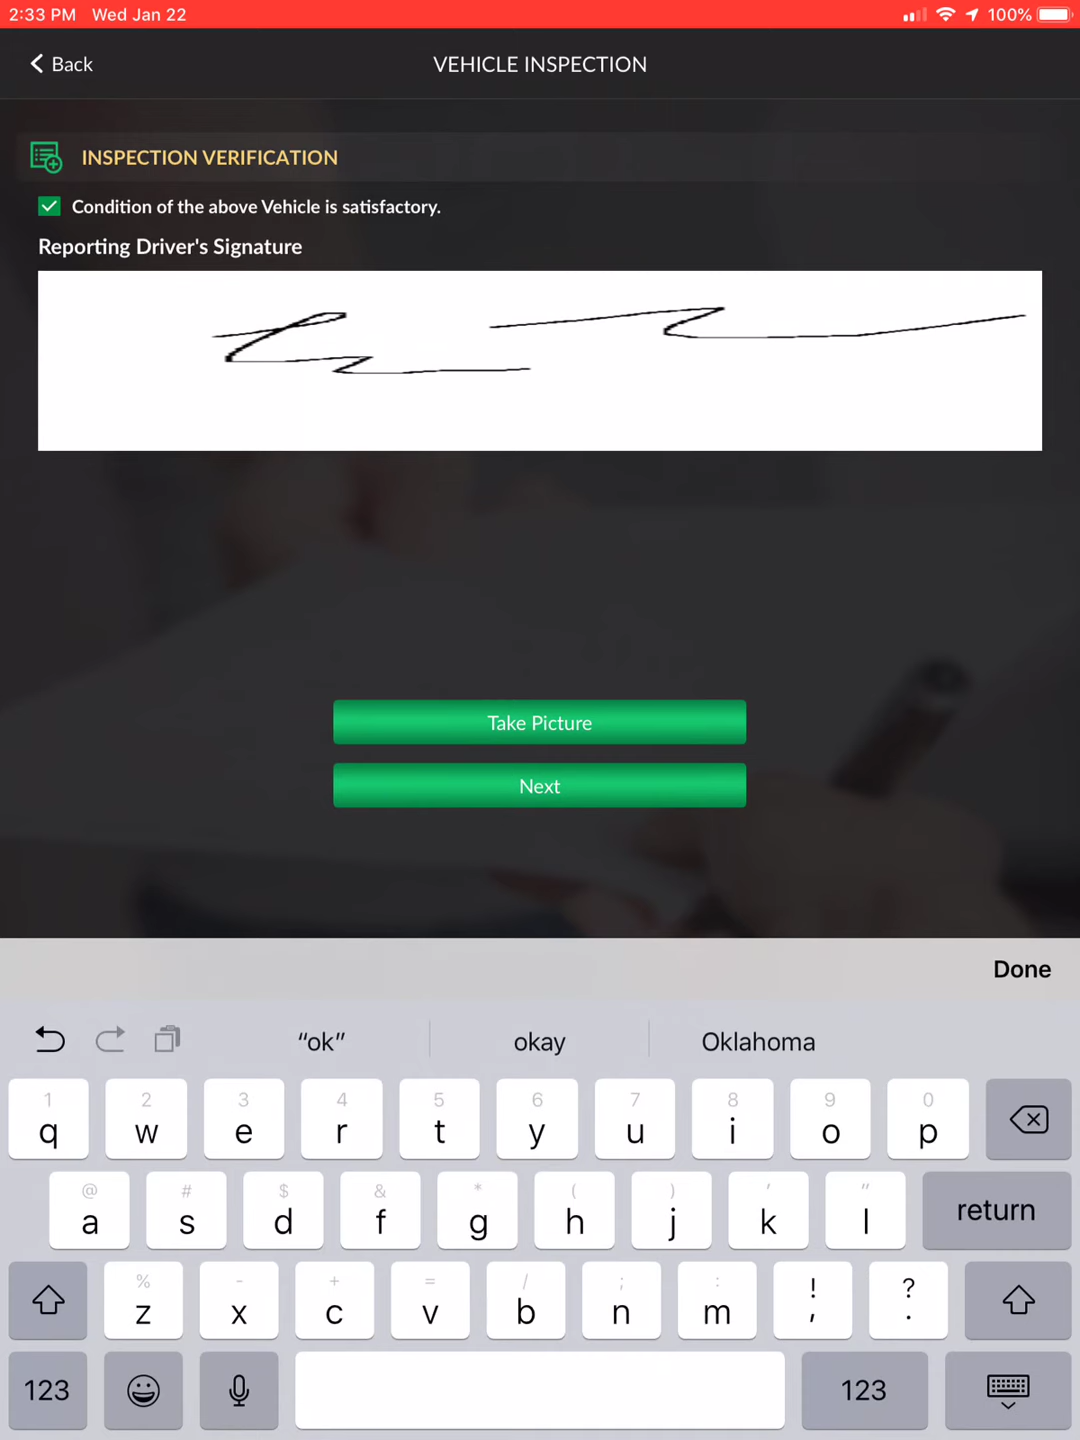 2:33 PM Wed Jan 22 100%
Back VEHICLE INSPECTION
INSPECTION VERIFICATION
Condition of the above Vehicle is satisfactory.
Reporting Driver's Signature
Take Picture
Next
Done
“ok” okay Oklahoma
1 2 3 4 5 6 7 8 9 0
q w e r t y u i o p
@ # $ & * ( ) ' "
a s d f g h j k l return
% - + = / ; : ! ?
z x c v b n m , .
123 123